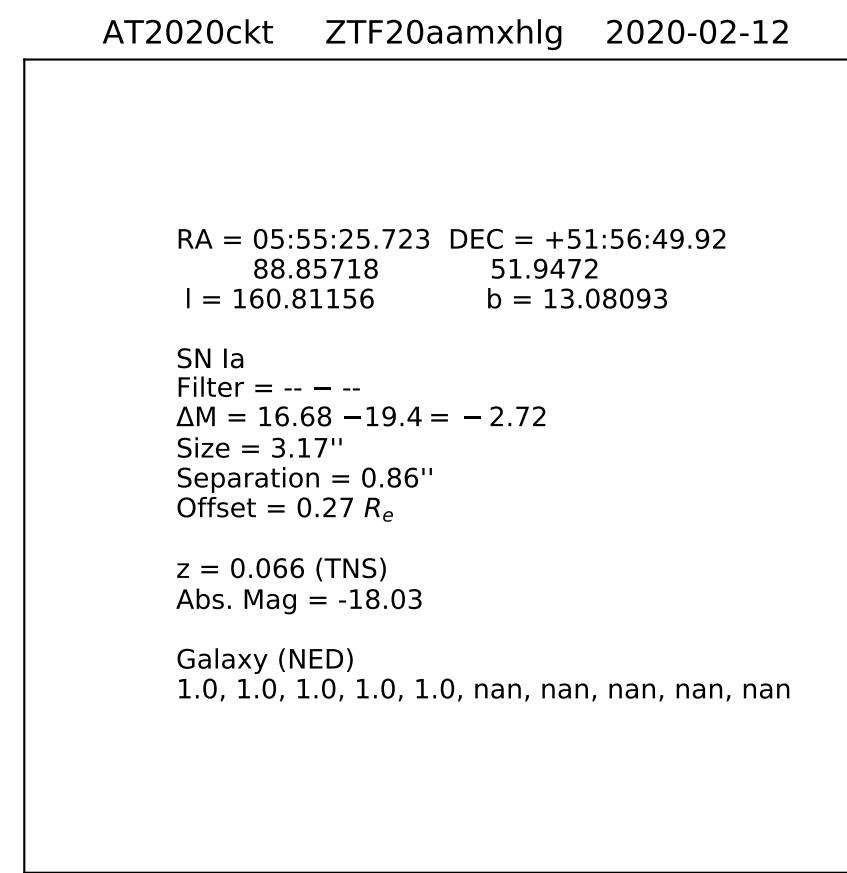 AT2020ckt ZTF20aamxhlg 2020-02-12
RA = 05:55:25.723 DEC = +51:56:49.92
88.85718 51.9472
l = 160.81156 b = 13.08093
SN Ia
Filter = -- − --
ΔM = 16.68 −19.4 = −2.72
Size = 3.17''
Separation = 0.86''
Offset = 0.27 Rₑ
z = 0.066 (TNS)
Abs. Mag = -18.03
Galaxy (NED)
1.0, 1.0, 1.0, 1.0, 1.0, nan, nan, nan, nan, nan